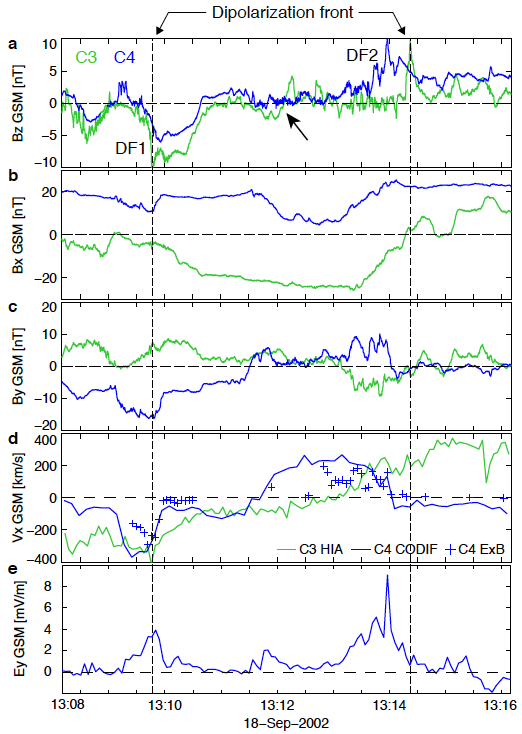 Dipolarization front
a
C3 C4
DF2
DF1
Bz GSM [nT]
10
5
0
−5
−10
b
Bx GSM [nT]
20
0
−20
c
By GSM [nT]
20
10
0
−10
−20
d
Vx GSM [km/s]
400
200
0
−200
−400
C3 HIA C4 CODIF C4 ExB
e
Ey GSM [mV/m]
8
6
4
2
0
13:08 13:10 13:12 13:14 13:16
18−Sep−2002